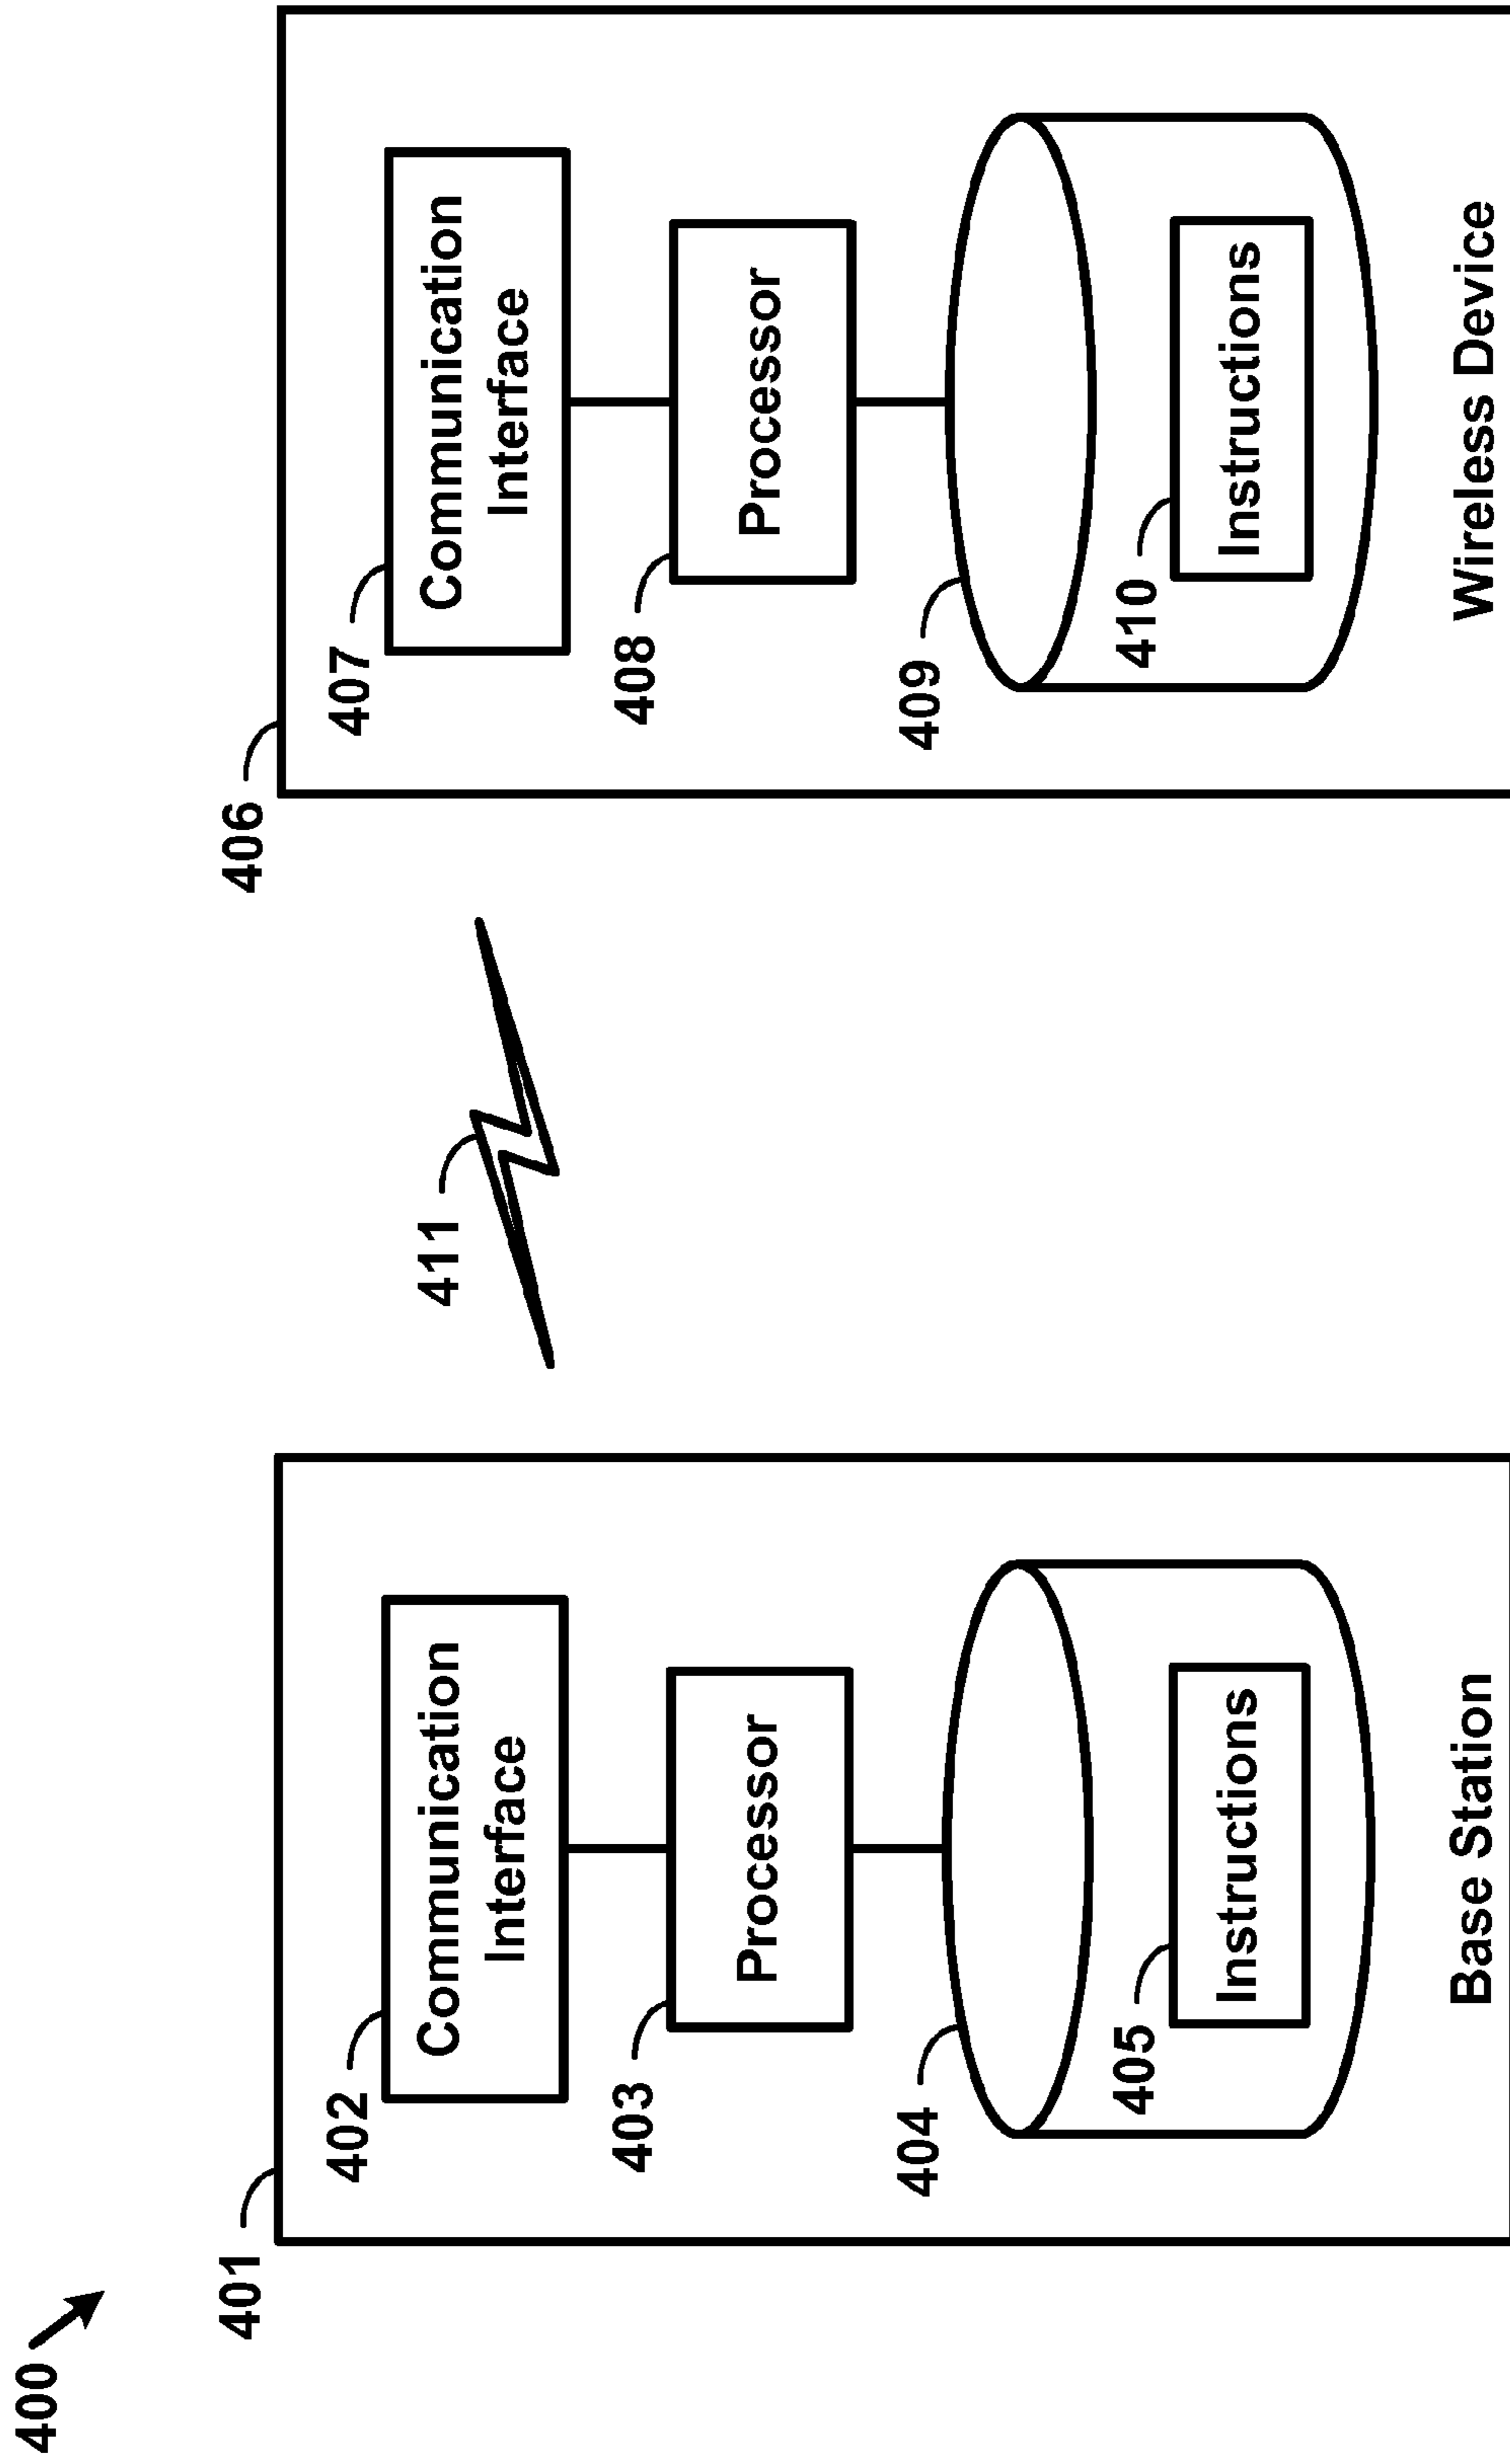 400
401
402
Communication
Interface
403
Processor
404
405
Instructions
Base Station
411
406
407
Communication
Interface
408
Processor
409
410
Instructions
Wireless Device